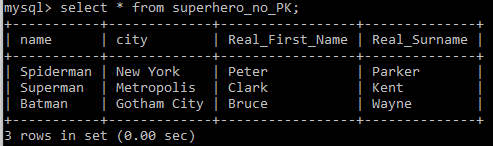 mysql> select * from superhero_no_PK;
+-----------+-------------+-----------------+--------------+
| name      | city        | Real_First_Name | Real_Surname |
+-----------+-------------+-----------------+--------------+
| Spiderman | New York    | Peter           | Parker       |
| Superman  | Metropolis  | Clark           | Kent         |
| Batman    | Gotham City | Bruce           | Wayne        |
+-----------+-------------+-----------------+--------------+
3 rows in set (0.00 sec)